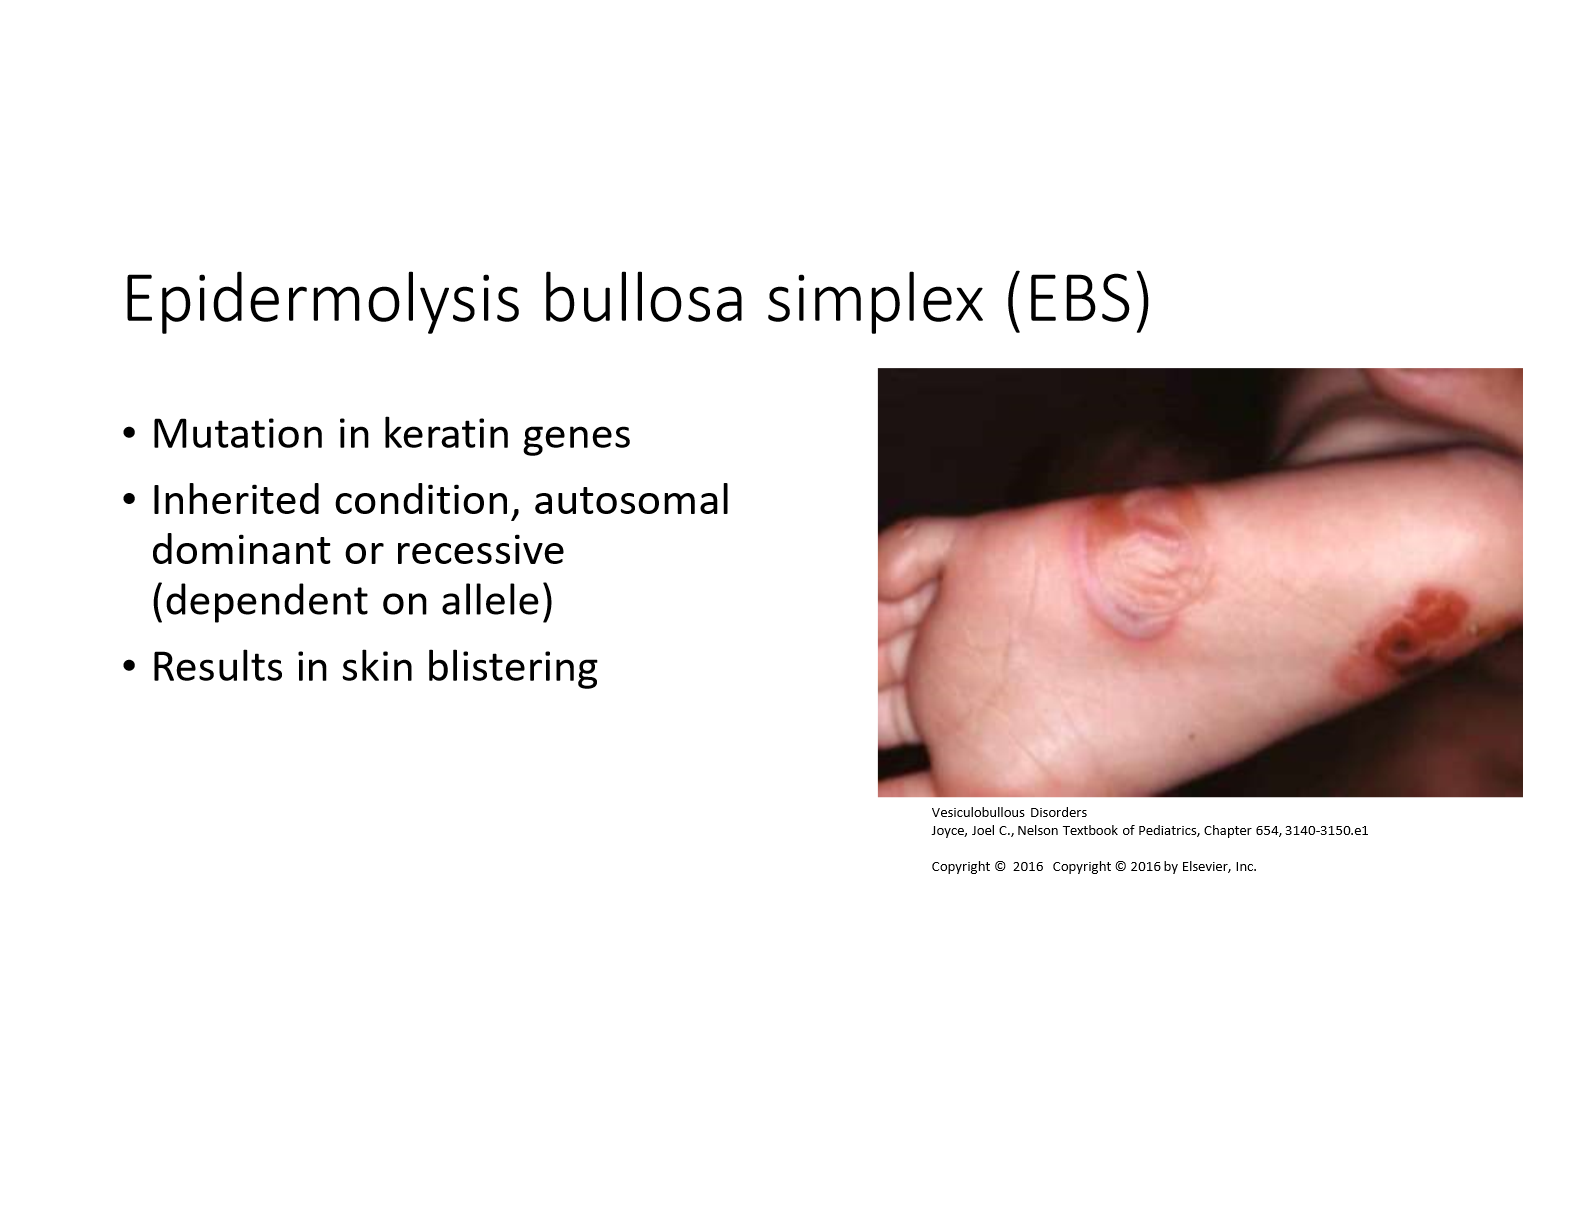 Epidermolysis bullosa simplex (EBS)
• Mutation in keratin genes
• Inherited condition, autosomal
dominant or recessive
(dependent on allele)
• Results in skin blistering
Vesiculobullous Disorders
Joyce, Joel C., Nelson Textbook of Pediatrics, Chapter 654, 3140-3150.e1
Copyright © 2016 Copyright © 2016 by Elsevier, Inc.